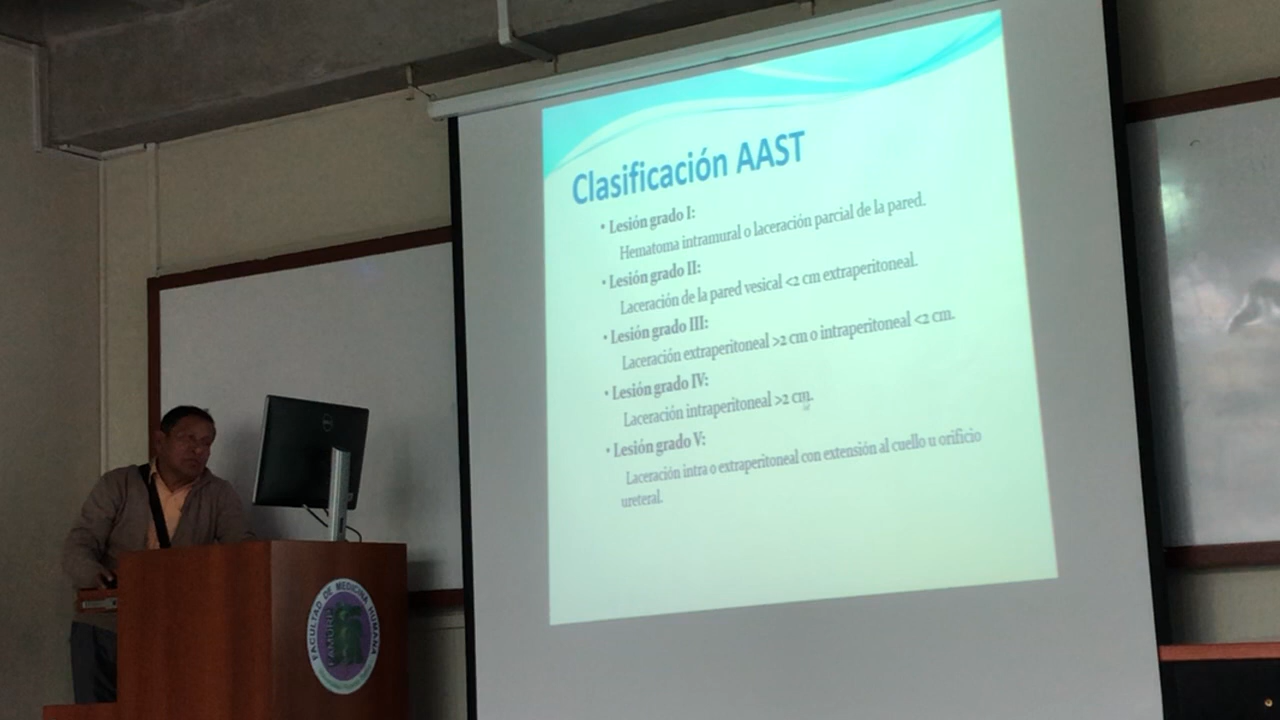 Clasificación AAST
• Lesión grado I:
Hematoma intramural o laceración parcial de la pared.
• Lesión grado II:
Laceración de la pared vesical <2 cm extraperitoneal.
• Lesión grado III:
Laceración extraperitoneal >2 cm o intraperitoneal <2 cm.
• Lesión grado IV:
Laceración intraperitoneal >2 cm.
• Lesión grado V:
Laceración intra o extraperitoneal con extensión al cuello u orificio
ureteral.
DELL
FACULTAD DE MEDICINA HUMANA
FAMURP